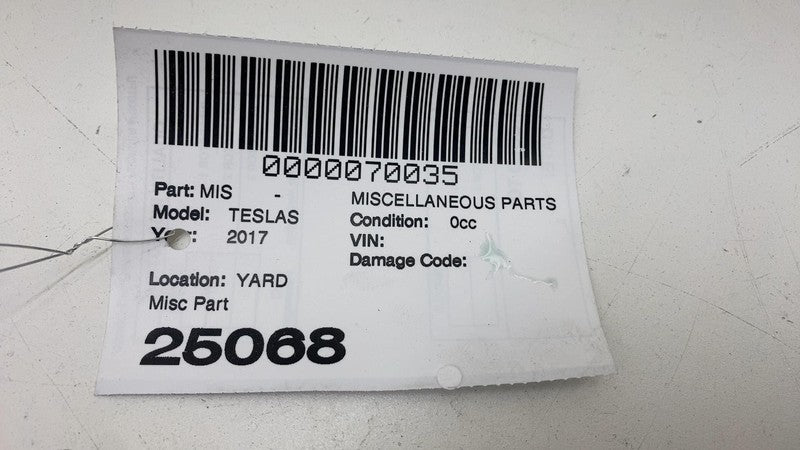 0000070035
Part: MIS - MISCELLANEOUS PARTS
Model: TESLAS Condition: 0cc
Year: 2017 VIN:
Damage Code:
Location: YARD
Misc Part
25068